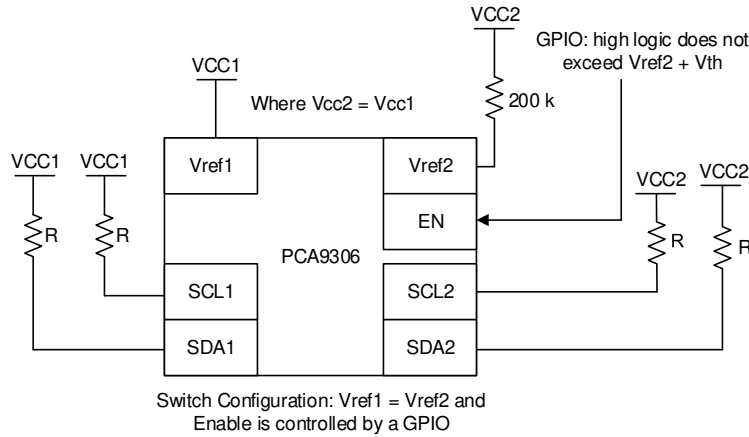 VCC2
GPIO: high logic does not
exceed Vref2 + Vth
VCC1
Where Vcc2 = Vcc1
200 k
VCC1
VCC1
Vref1
Vref2
VCC2
VCC2
EN
R
R
PCA9306
R
R
SCL1
SCL2
SDA1
SDA2
Switch Configuration: Vref1 = Vref2 and
Enable is controlled by a GPIO